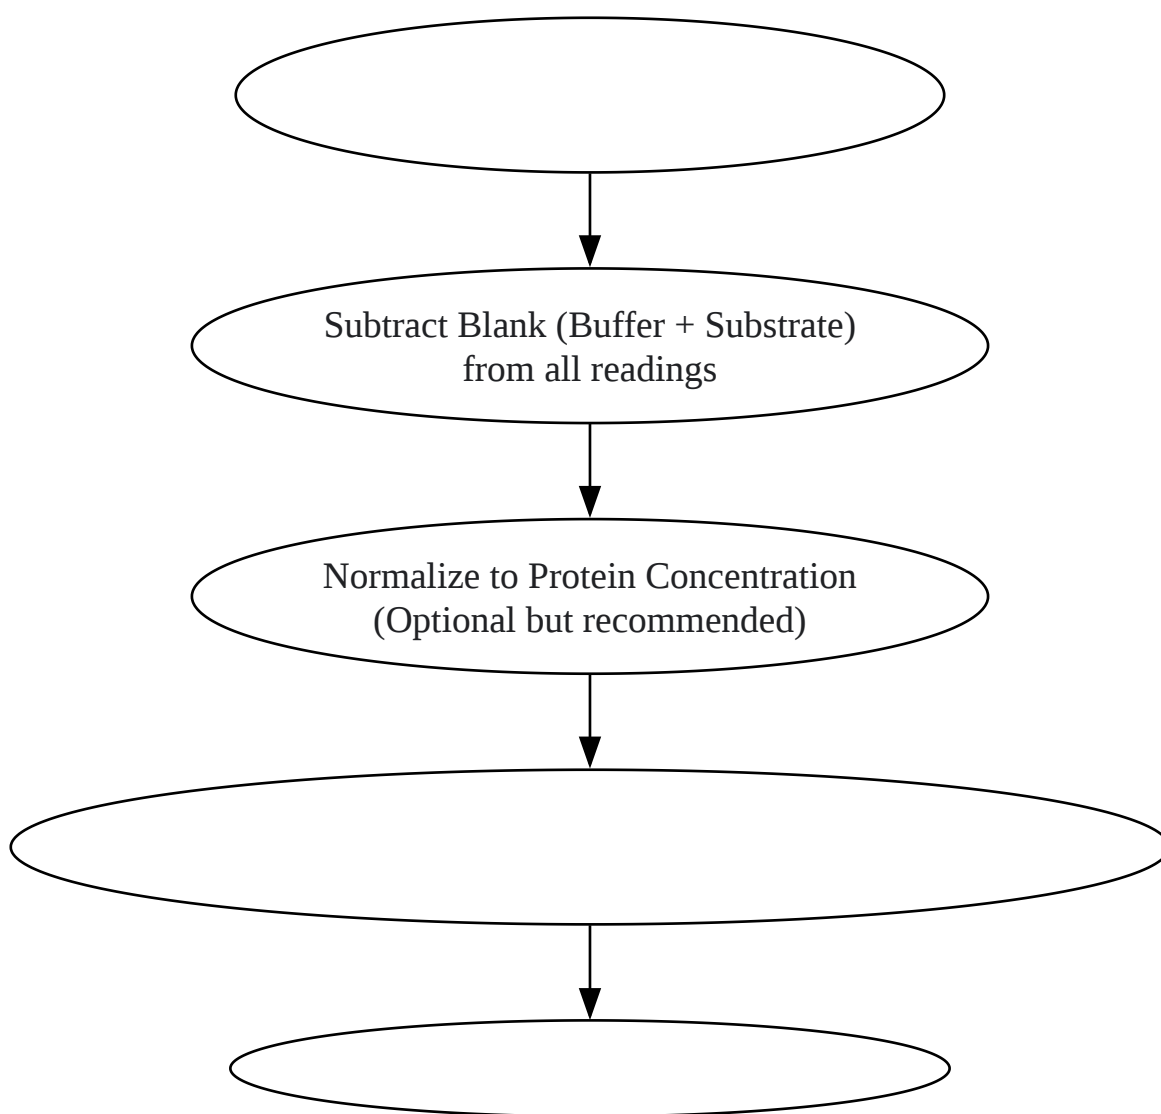 Subtract Blank (Buffer + Substrate)
from all readings
Normalize to Protein Concentration
(Optional but recommended)